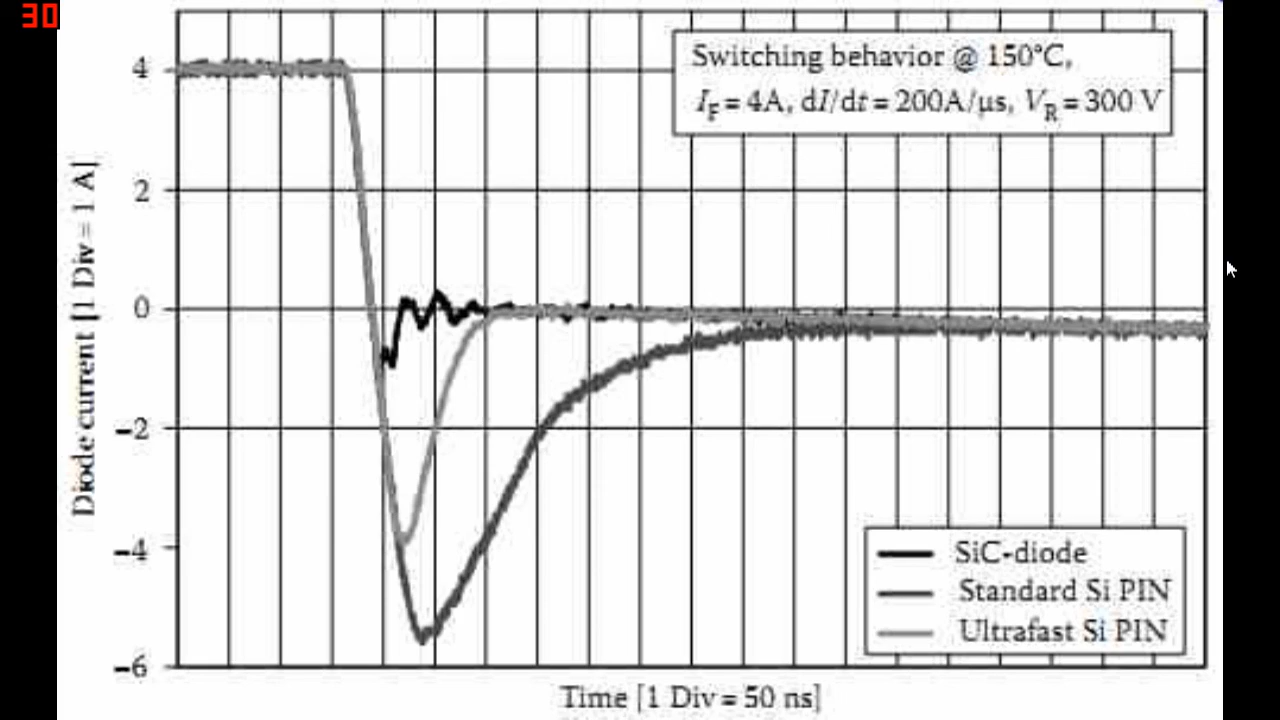 30
Switching behavior @ 150°C,
I_F = 4A, dI/dt = 200A/µs, V_R = 300 V
4
2
0
−2
−4
−6
Diode current [1 Div = 1 A]
SiC-diode
Standard Si PIN
Ultrafast Si PIN
Time [1 Div = 50 ns]